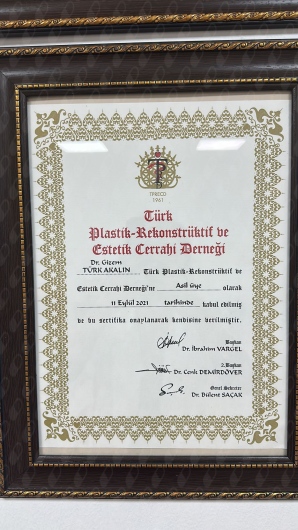 TPRECD
1961
Türk
Plastik-Rekonstrüktif ve
Estetik Cerrahi Derneği
Dr. Gizem
TÜRK AKALIN Türk Plastik-Rekonstrüktif ve
Estetik Cerrahi Derneği'ne Asil üye olarak
11 Eylül 2021 tarihinde kabul edilmiş
ve bu sertifika onaylanarak kendisine verilmiştir.
Başkan
Dr. İbrahim VARGEL
2.Başkan
Dr. Cenk DEMİRDÖVER
Genel Sekreter
Dr. Bülent SAÇAK